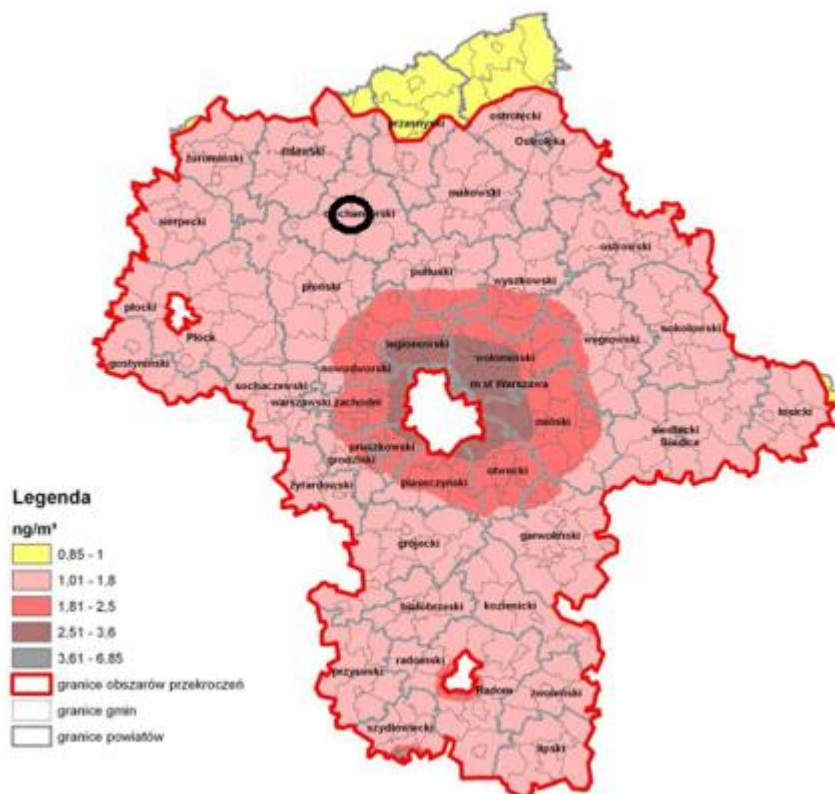 przasnyski
ostrołęcki
Ostrołęka
żuromiński
mławski
makowski
sierpecki
ostrowski
pułtuski
wyszkowski
płoński
płocki
Płock
sokołowski
węgrowski
legionowski
wołomiński
gostyniński
nowodworski
m st Warszawa
sochaczewski
warszawski zachodni
miński
łosicki
siedlecki
Siedlce
pruszkowski
grodziski
otwocki
piaseczyński
żyrardowski
garwoliński
grójecki
białobrzeski
kozienicki
radomski
przysuski
Radom
zwoleński
szydłowiecki
lipski
Legenda
ng/m³
0,85 - 1
1,01 - 1,8
1,81 - 2,5
2,51 - 3,6
3,61 - 6,85
granice obszarów przekroczeń
granice gmin
granice powiatów